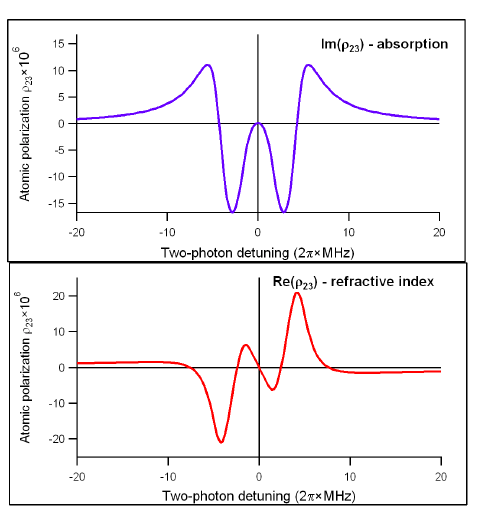 Im(ρ23) - absorption
Atomic polarization ρ23×10^6
15
10
5
0
-5
-10
-15
-20 -10 0 10 20
Two-photon detuning (2π×MHz)
Re(ρ23) - refractive index
Atomic polarization ρ23×10^6
20
10
0
-10
-20
-20 -10 0 10 20
Two-photon detuning (2π×MHz)